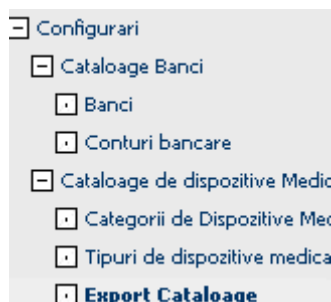 Configurari
Cataloage Banci
Banci
Conturi bancare
Cataloage de dispozitive Medic
Categorii de Dispozitive Med
Tipuri de dispozitive medica
Export Cataloage